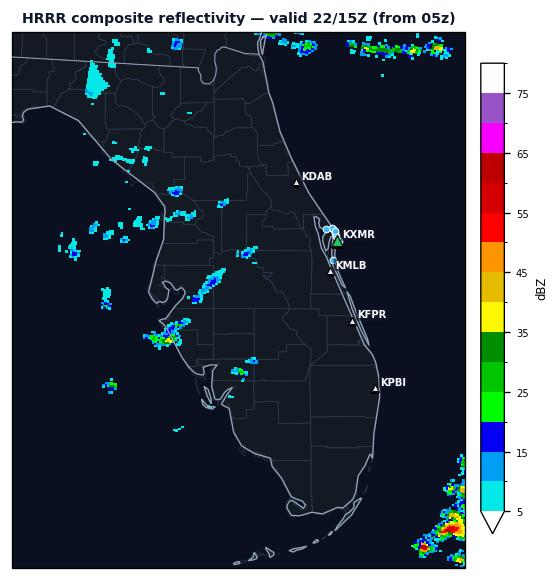 HRRR composite reflectivity — valid 22/15Z (from 05z)
KDAB
KXMR
KMLB
KFPR
KPBI
75
65
55
45
35
25
15
5
dBZ